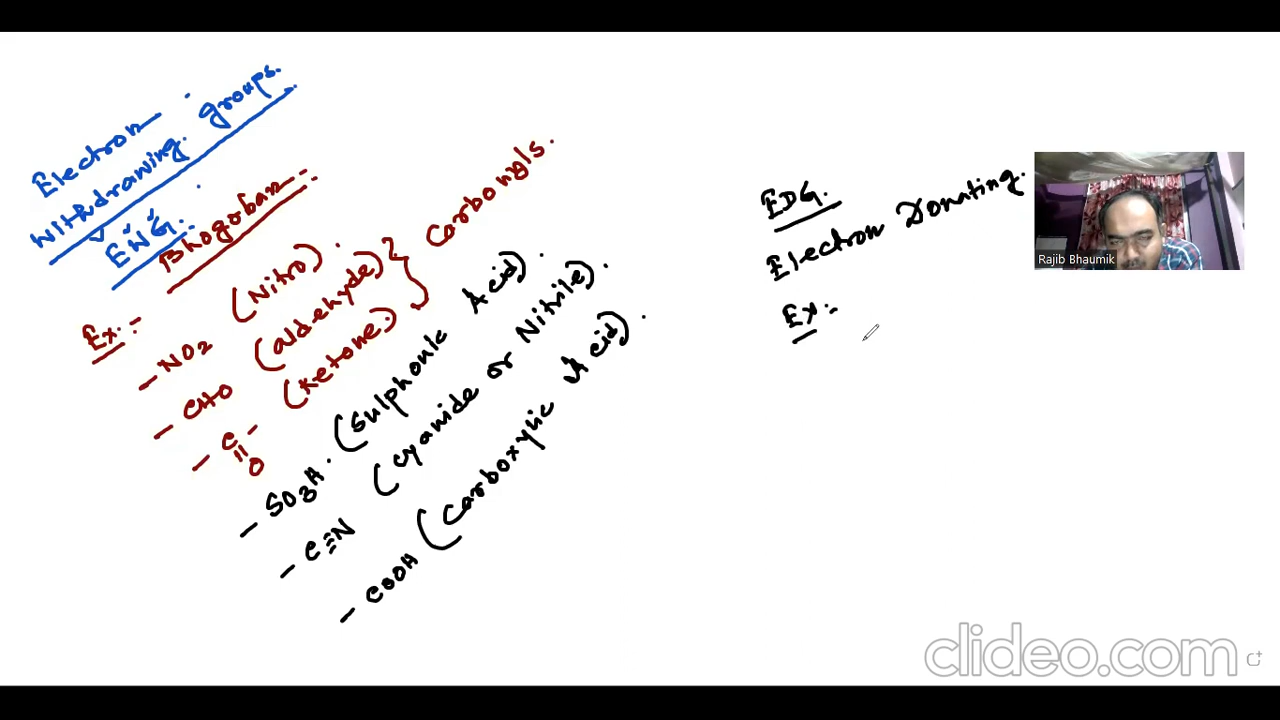 Electron
Withdrawing groups.
EWG.
Bhogoban
Ex:-
- NO2 (Nitro)
- CHO (aldehyde)
- C=O (Ketone)
} Carbonyls.
- SO3H. (Sulphonic Acid).
- C≡N (Cyanide or Nitrile).
- COOH (Carboxylic Acid).
EDG.
Electron Donating.
Ex:
Rajib Bhaumik
clideo.com